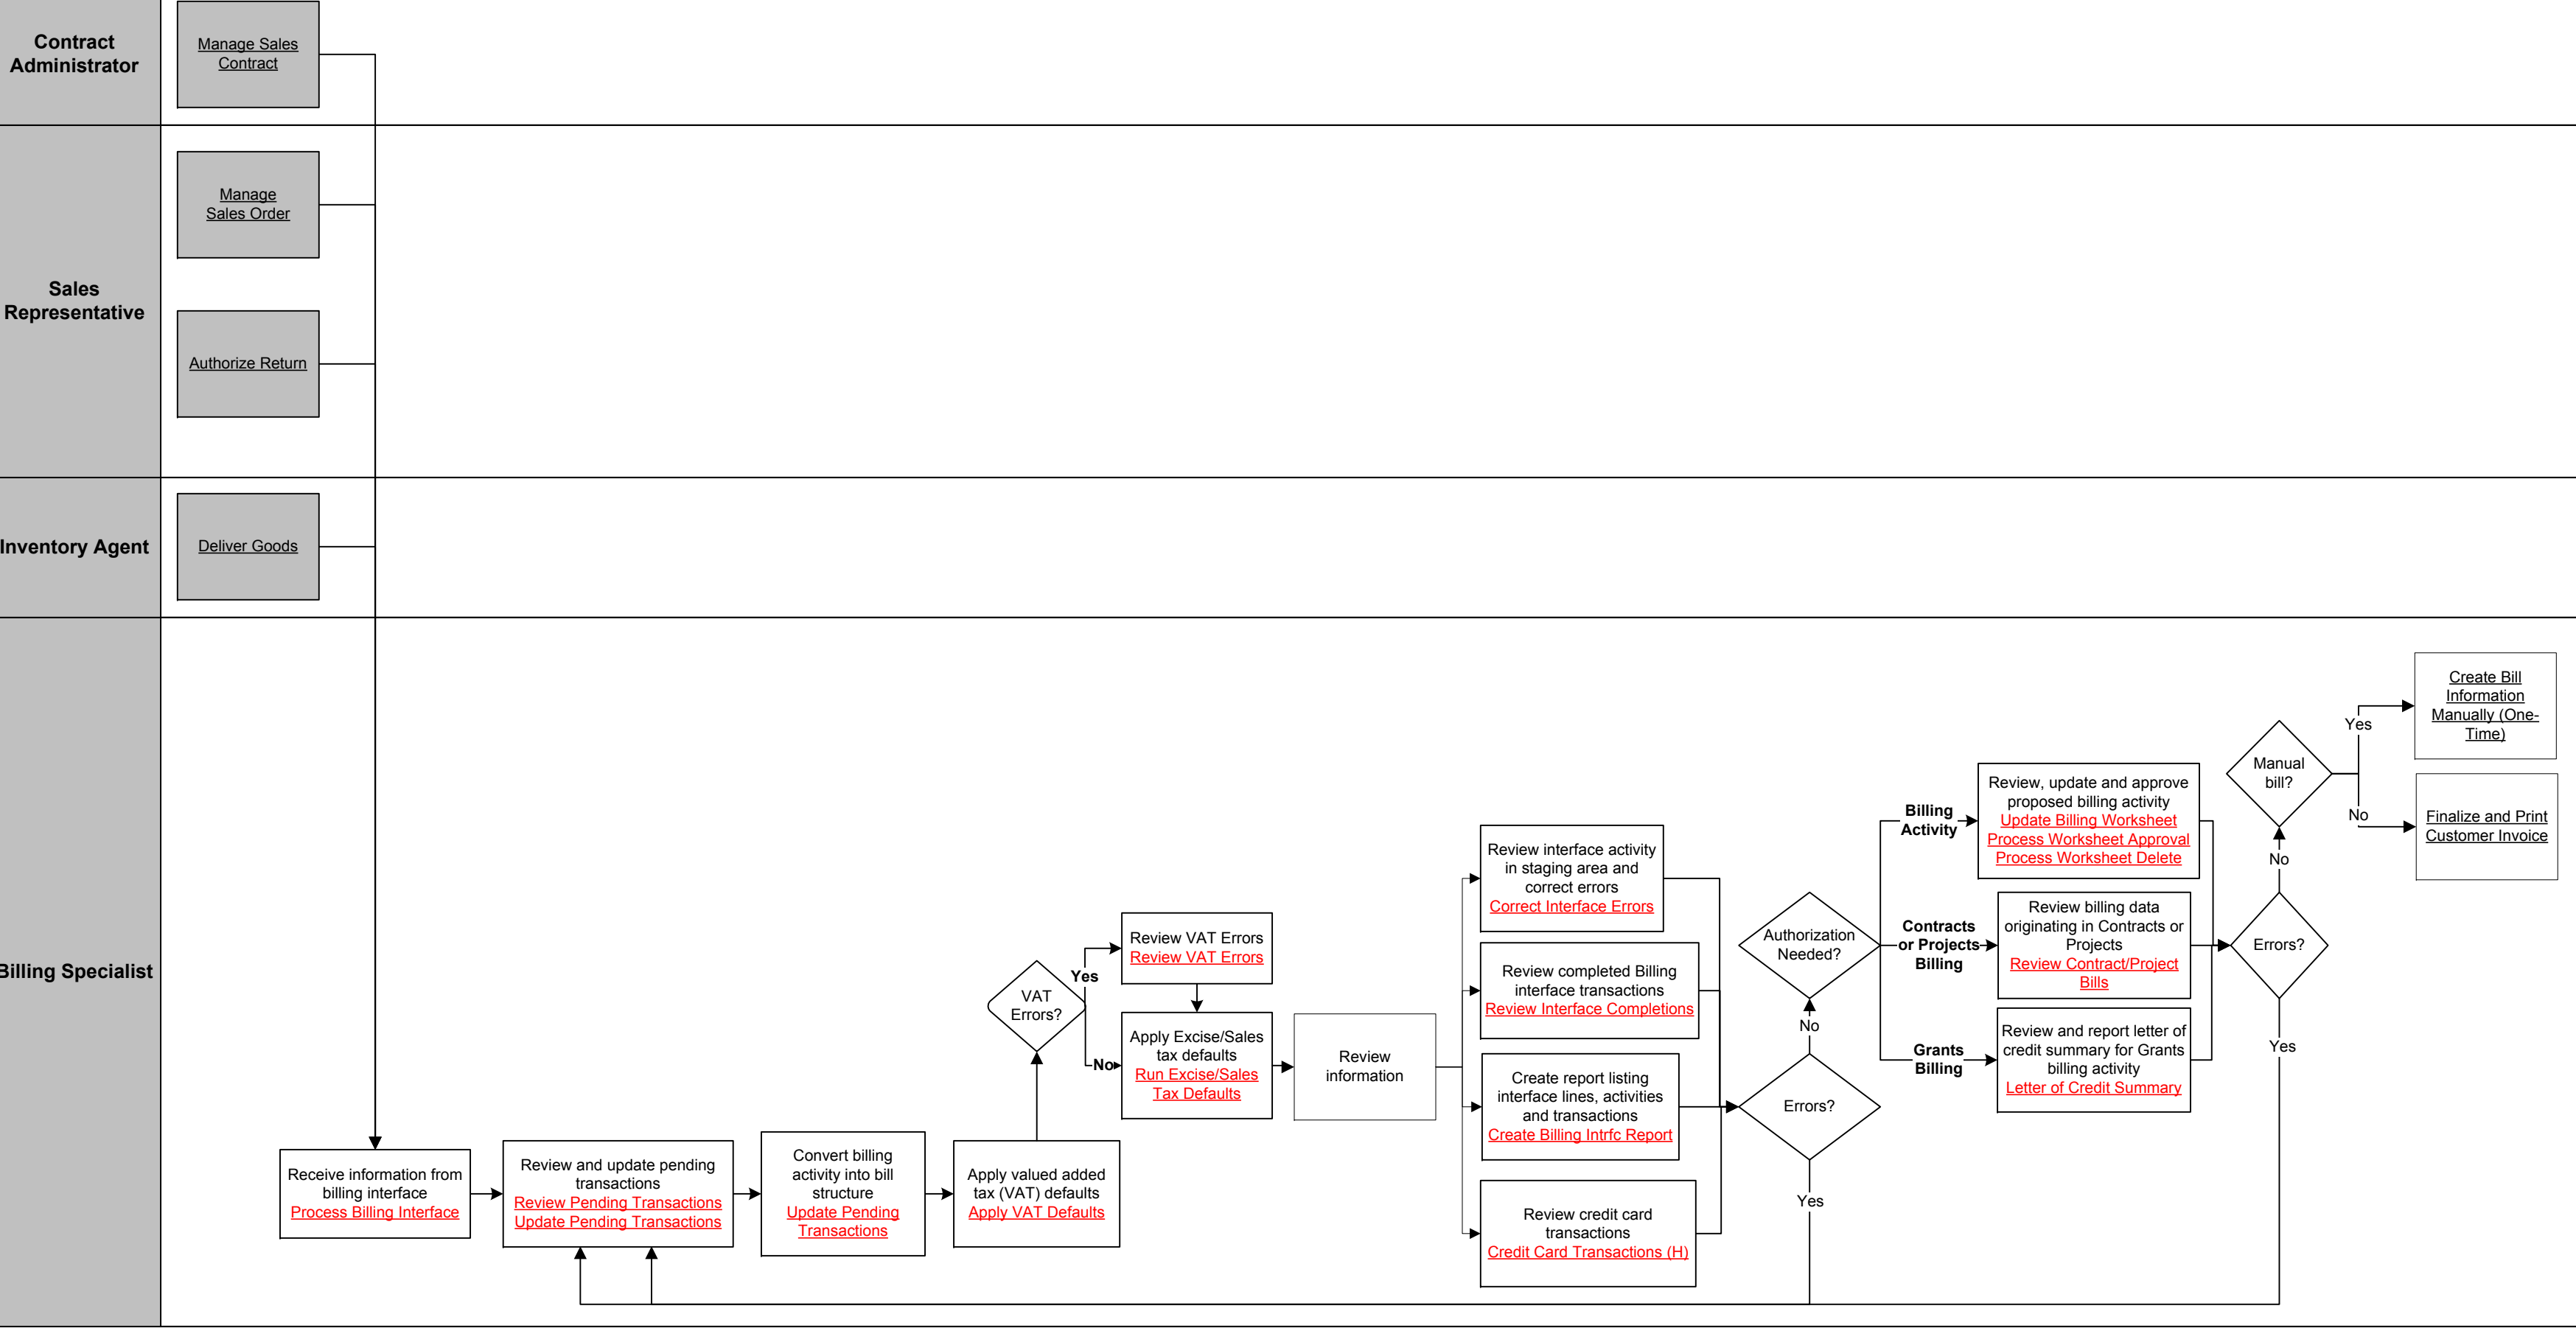 Contract
Administrator
Manage Sales
Contract
Sales
Representative
Manage
Sales Order
Authorize Return
Inventory Agent
Deliver Goods
Billing Specialist
Receive information from
billing interface
Process Billing Interface
Review and update pending
transactions
Review Pending Transactions
Update Pending Transactions
Convert billing
activity into bill
structure
Update Pending
Transactions
Apply valued added
tax (VAT) defaults
Apply VAT Defaults
VAT
Errors?
Yes
No
Review VAT Errors
Review VAT Errors
Apply Excise/Sales
tax defaults
Run Excise/Sales
Tax Defaults
Review
information
Review interface activity
in staging area and
correct errors
Correct Interface Errors
Review completed Billing
interface transactions
Review Interface Completions
Create report listing
interface lines, activities
and transactions
Create Billing Intrfc Report
Review credit card
transactions
Credit Card Transactions (H)
Errors?
No
Yes
Authorization
Needed?
Billing
Activity
Contracts
or Projects
Billing
Grants
Billing
Review, update and approve
proposed billing activity
Update Billing Worksheet
Process Worksheet Approval
Process Worksheet Delete
Review billing data
originating in Contracts or
Projects
Review Contract/Project
Bills
Review and report letter of
credit summary for Grants
billing activity
Letter of Credit Summary
Errors?
No
Yes
Manual
bill?
Yes
No
Create Bill
Information
Manually (One-
Time)
Finalize and Print
Customer Invoice